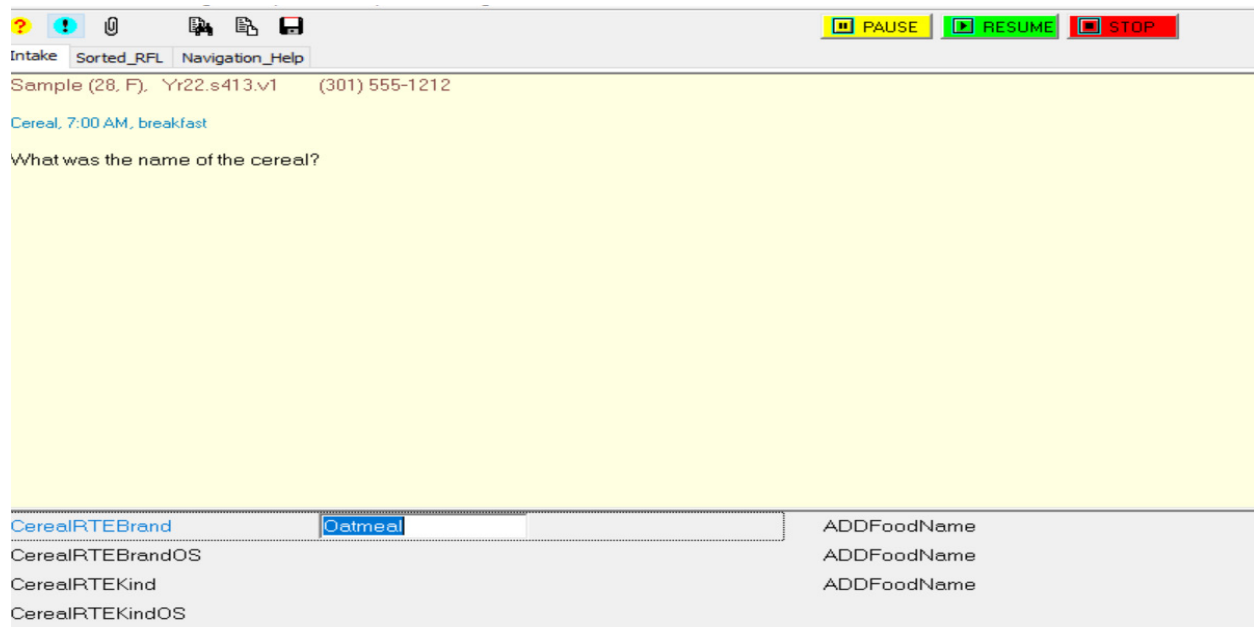 PAUSE RESUME STOP
Intake Sorted_RFL Navigation_Help
Sample (28, F), Yr22.s413.v1 (301) 555-1212
Cereal, 7:00 AM, breakfast
What was the name of the cereal?
CerealRTEBrand Oatmeal ADDFoodName
CerealRTEBrandOS ADDFoodName
CerealRTEKind ADDFoodName
CerealRTEKindOS